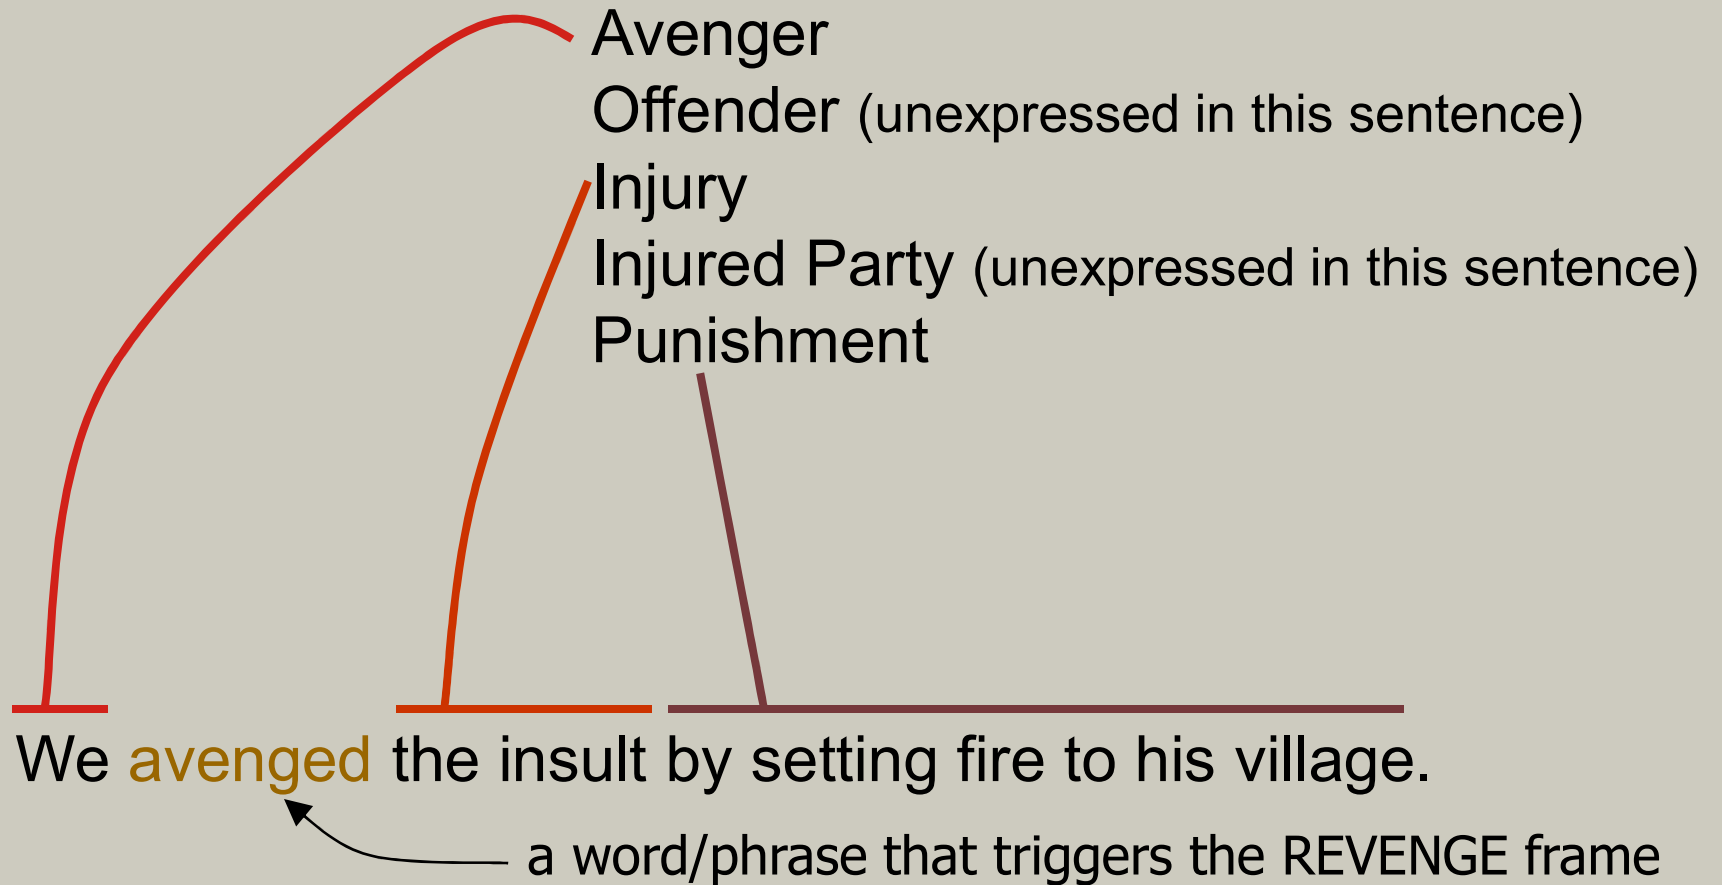 Avenger
Offender (unexpressed in this sentence)
Injury
Injured Party (unexpressed in this sentence)
Punishment
We avenged the insult by setting fire to his village.
a word/phrase that triggers the REVENGE frame